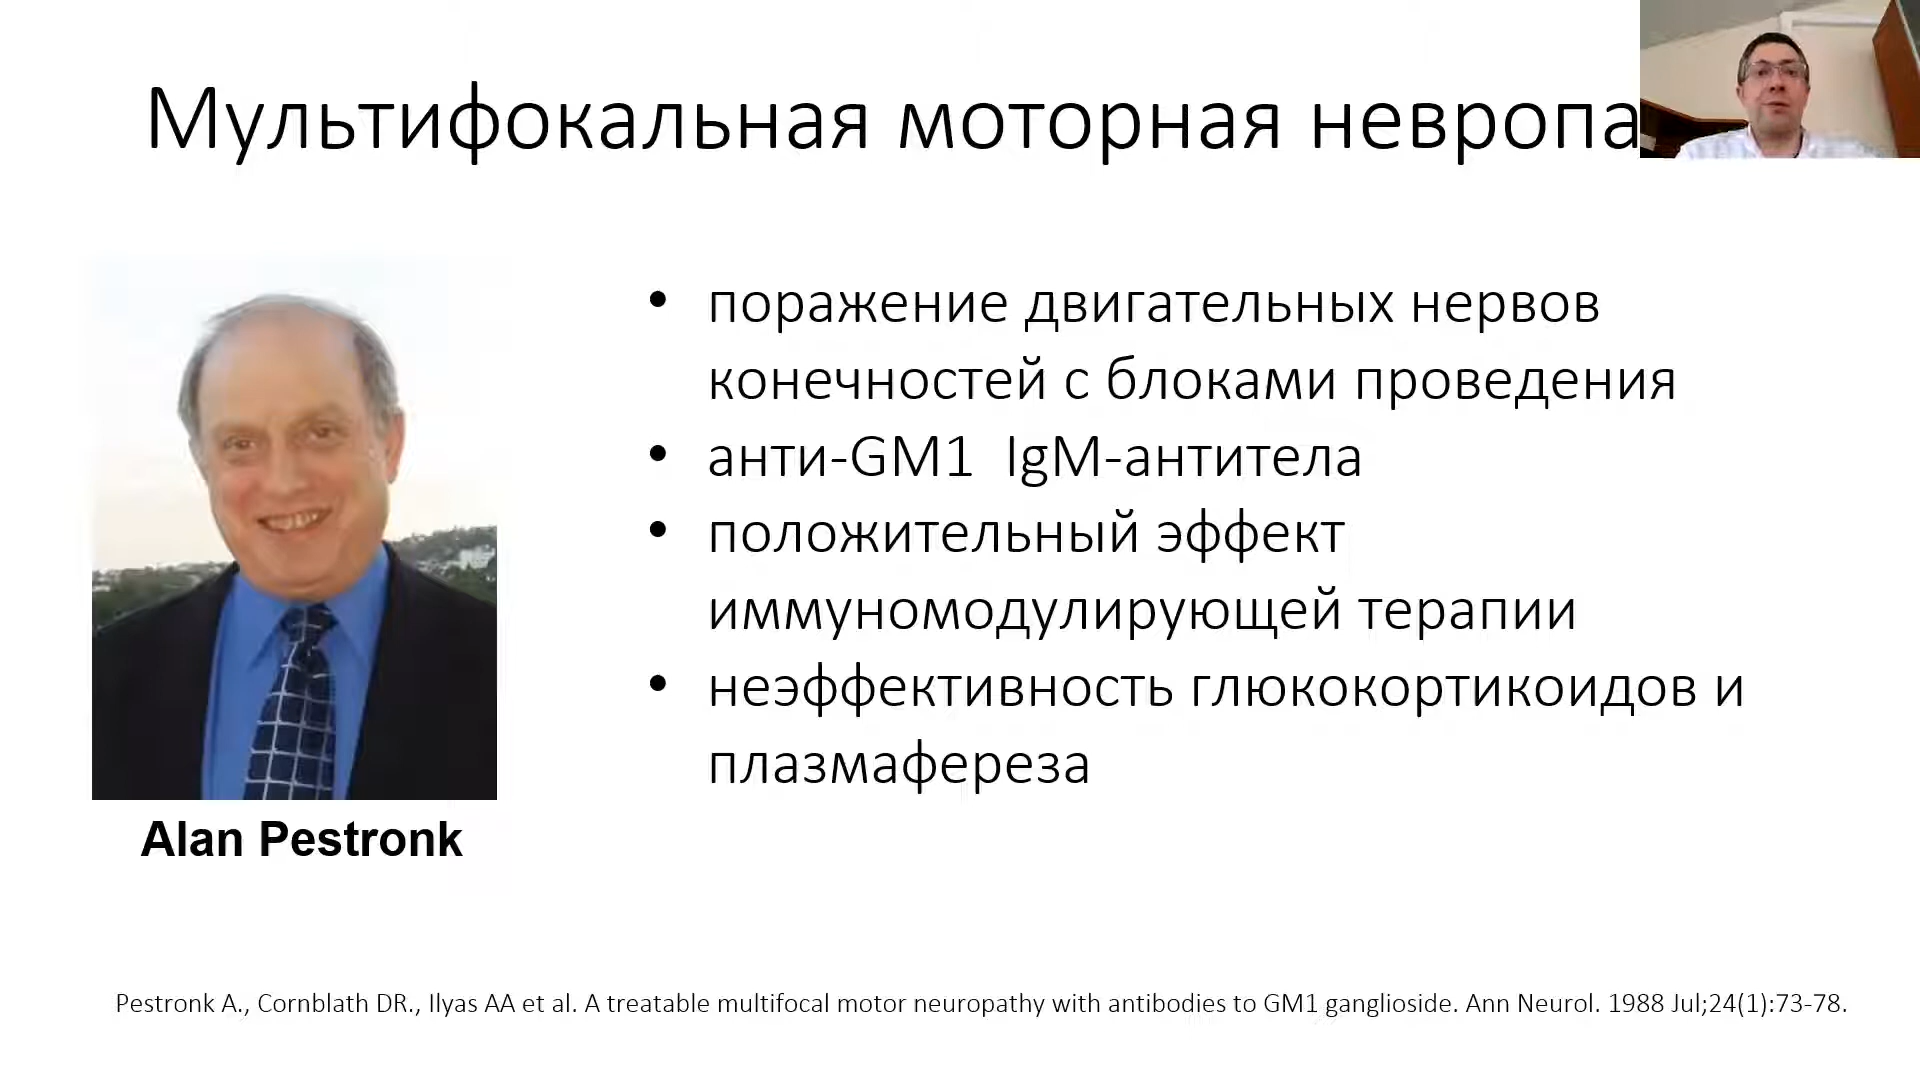 Мультифокальная моторная невропа
• поражение двигательных нервов
конечностей с блоками проведения
• анти-GM1 IgM-антитела
• положительный эффект
иммуномодулирующей терапии
• неэффективность глюкокортикоидов и
плазмафереза
Alan Pestronk
Pestronk A., Cornblath DR., Ilyas AA et al. A treatable multifocal motor neuropathy with antibodies to GM1 ganglioside. Ann Neurol. 1988 Jul;24(1):73-78.